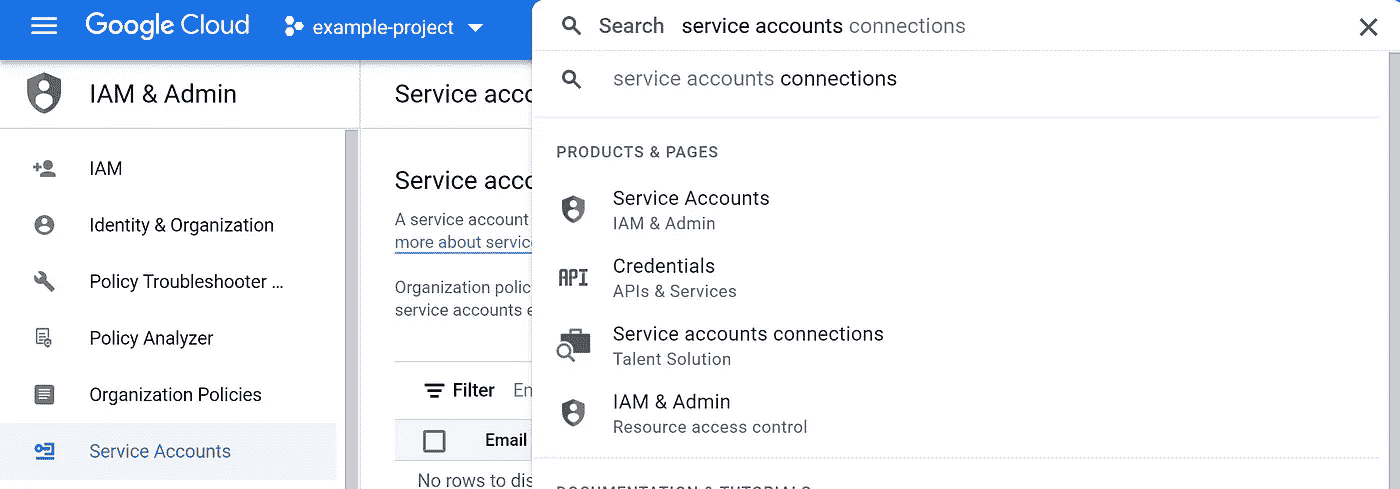 Google Cloud
example-project
Search service accounts connections
service accounts connections
IAM & Admin
IAM
Identity & Organization
Policy Troubleshooter ...
Policy Analyzer
Organization Policies
Service Accounts
Service acco
Service acco
A service account
more about servic
Organization polic
service accounts e
Filter En
Email
No rows to dis
PRODUCTS & PAGES
Service Accounts
IAM & Admin
API
Credentials
APIs & Services
Service accounts connections
Talent Solution
IAM & Admin
Resource access control
DOCUMENTATION & TUTORIALS